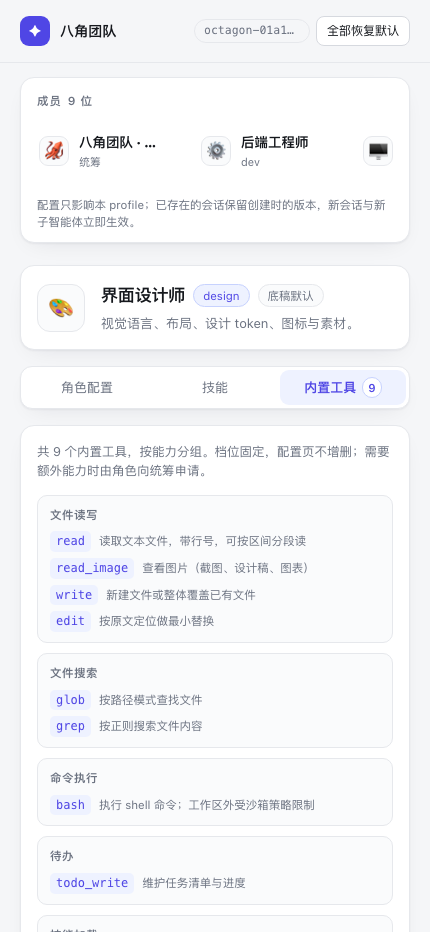 八角团队
octagon-01a1…
全部恢复默认
成员 9 位
八角团队 · …
统筹
后端工程师
dev
配置只影响本 profile；已存在的会话保留创建时的版本，新会话与新
子智能体立即生效。
界面设计师
design
底稿默认
视觉语言、布局、设计 token、图标与素材。
角色配置
技能
内置工具 9
共 9 个内置工具，按能力分组。档位固定，配置页不增删；需要
额外能力时由角色向统筹申请。
文件读写
read 读取文本文件，带行号，可按区间分段读
read_image 查看图片（截图、设计稿、图表）
write 新建文件或整体覆盖已有文件
edit 按原文定位做最小替换
文件搜索
glob 按路径模式查找文件
grep 按正则搜索文件内容
命令执行
bash 执行 shell 命令；工作区外受沙箱策略限制
待办
todo_write 维护任务清单与进度